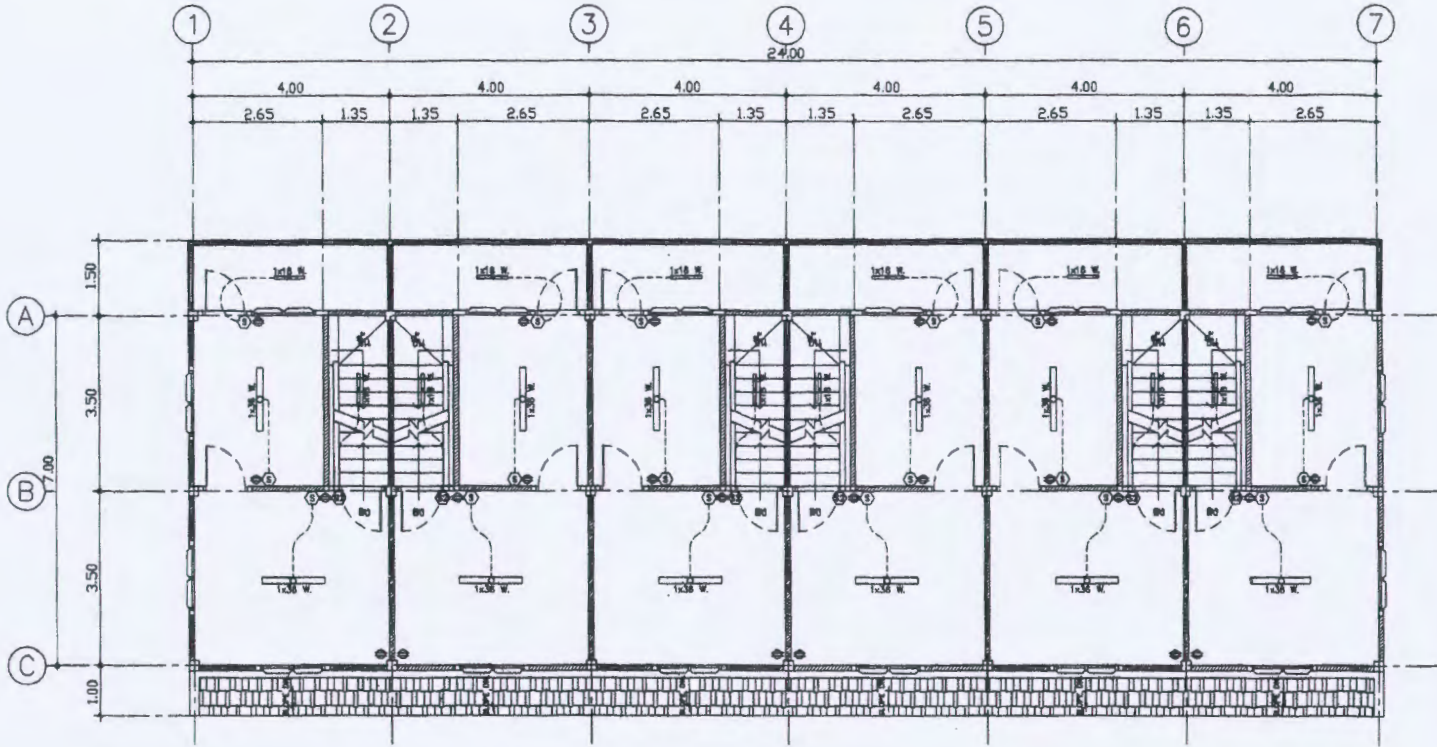 1 2 3 4 5 6 7
24.00
4.00 4.00 4.00 4.00 4.00 4.00
2.65 1.35 1.35 2.65 2.65 1.35 1.35 2.65 2.65 1.35 1.35 2.65
1.50
1x18 W. 1x18 W. 1x18 W. 1x18 W. 1x18 W. 1x18 W.
A
S S S S S S
3.50
1x36 W. 1x36 W. 1x36 W. 1x36 W. 1x36 W. 1x36 W.
7.00
S S S S S S
B
S S S S S S
3.50
1x36 W. 1x36 W. 1x36 W. 1x36 W. 1x36 W. 1x36 W.
C
1.00